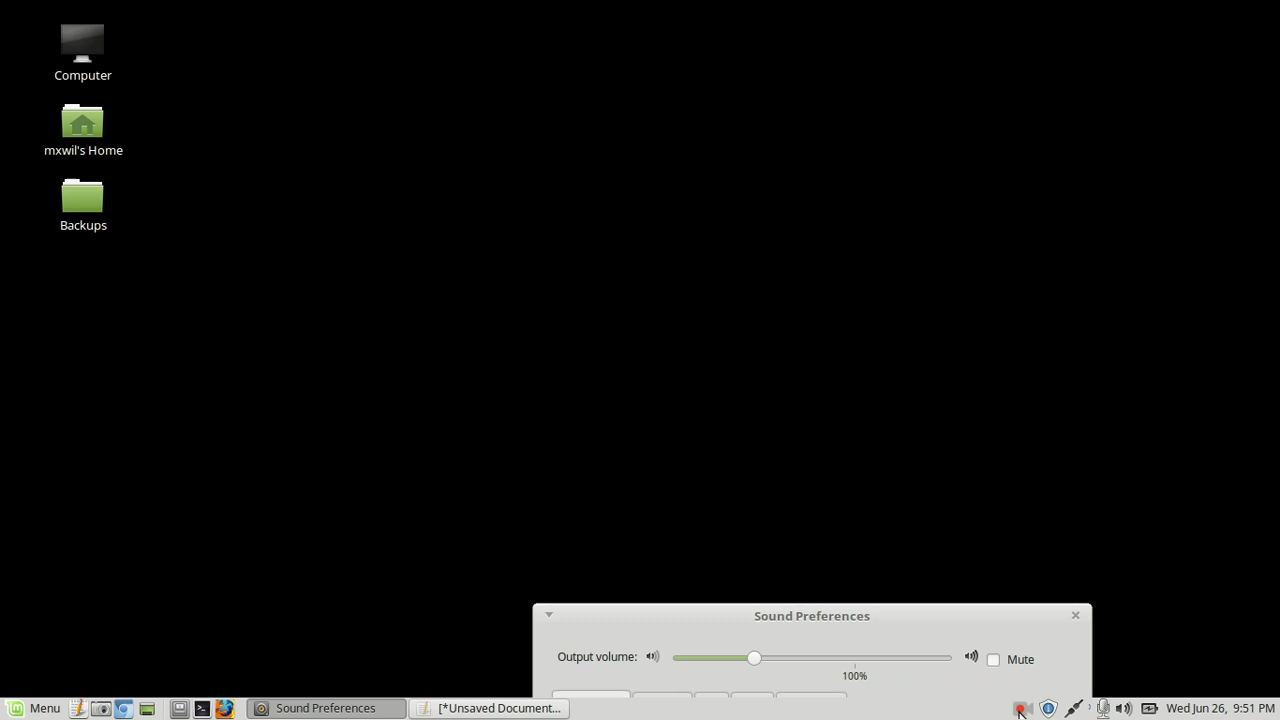 Computer
mxwil's Home
Backups
Sound Preferences
Output volume:
Mute
100%
Menu
Sound Preferences
[*Unsaved Document...
Wed Jun 26, 9:51 PM